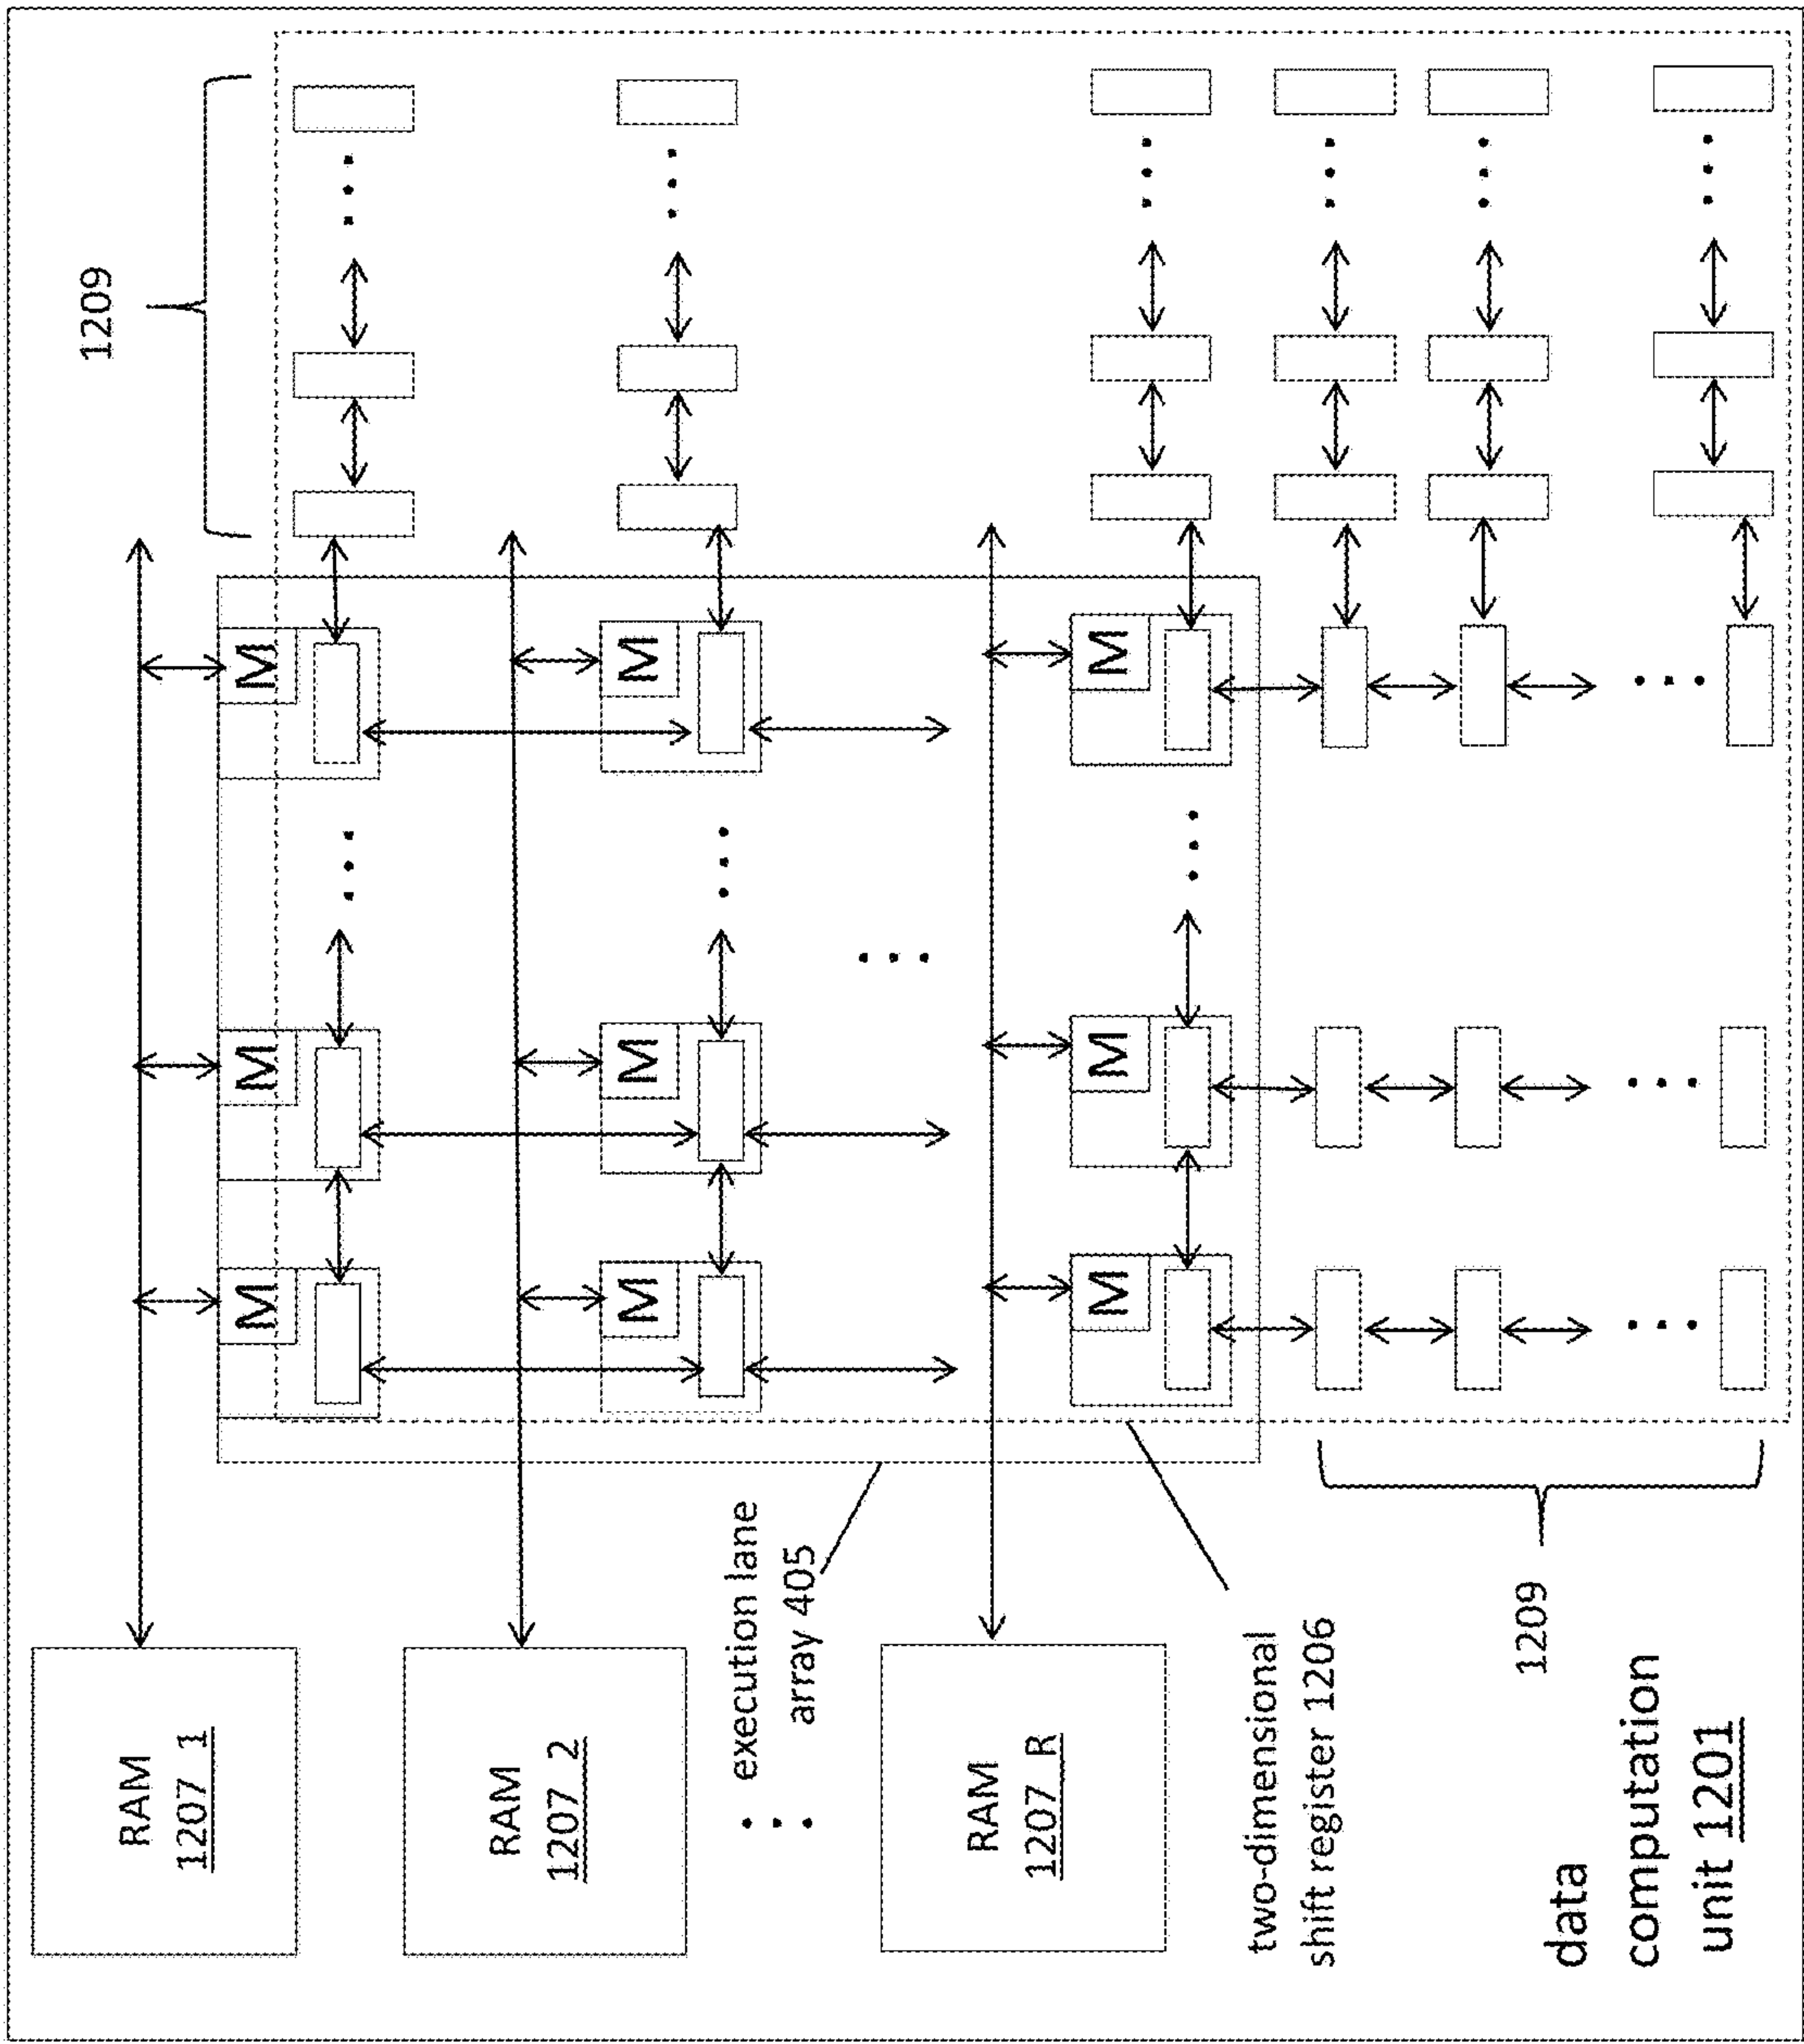 1209
RAM
1207_1
M
M
M
RAM
1207_2
M
M
M
execution lane
array 405
RAM
1207_R
M
M
M
two-dimensional
shift register 1206
1209
data
computation
unit 1201